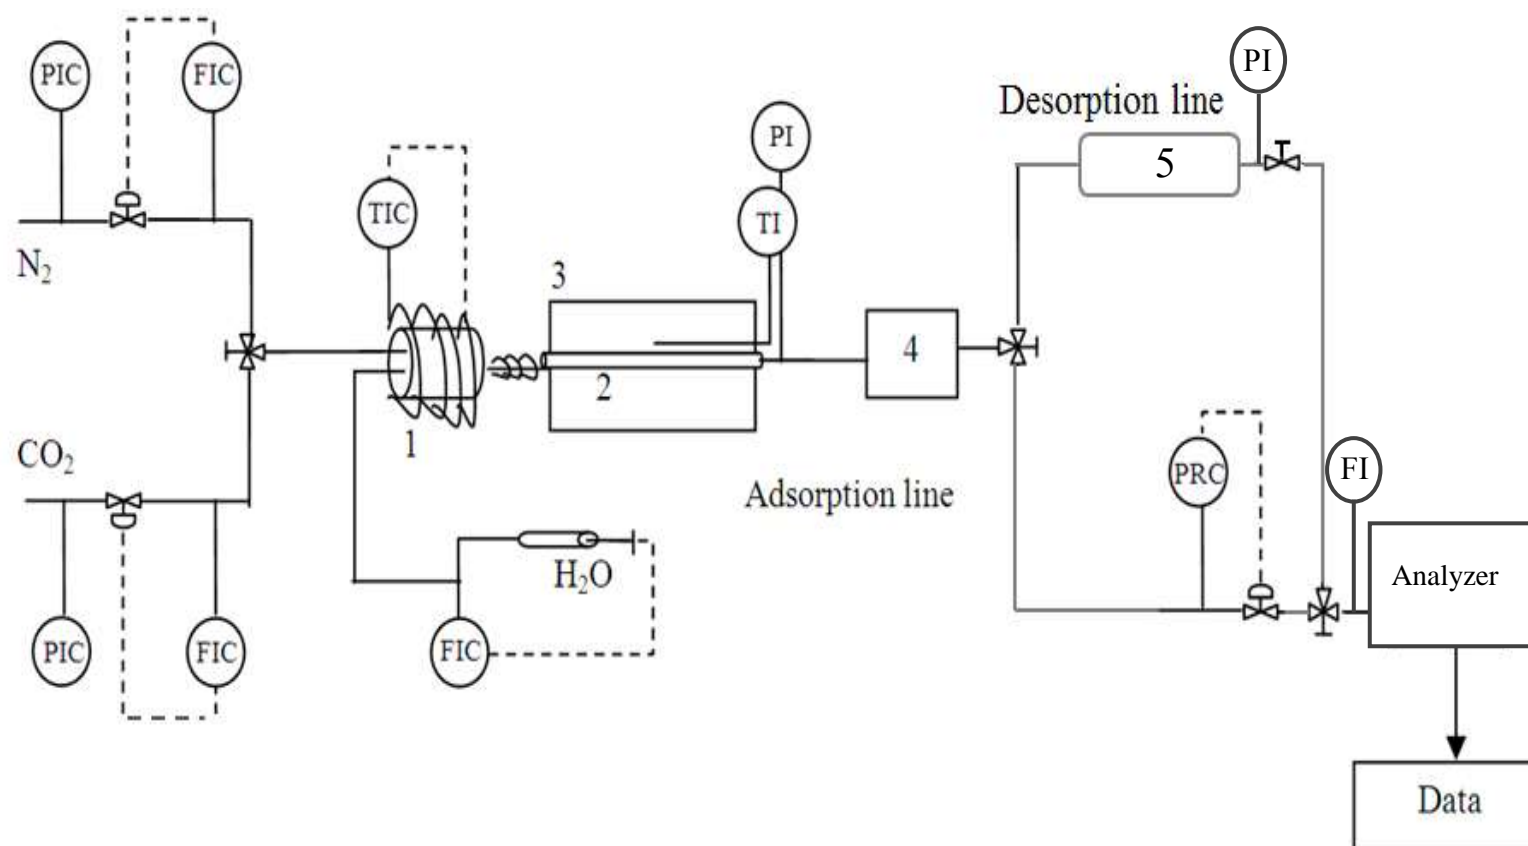 PIC
FIC
N₂
TIC
PI
TI
3
2
1
4
Desorption line
5
PI
CO₂
PIC
FIC
H₂O
FIC
Adsorption line
PRC
FI
Analyzer
Data